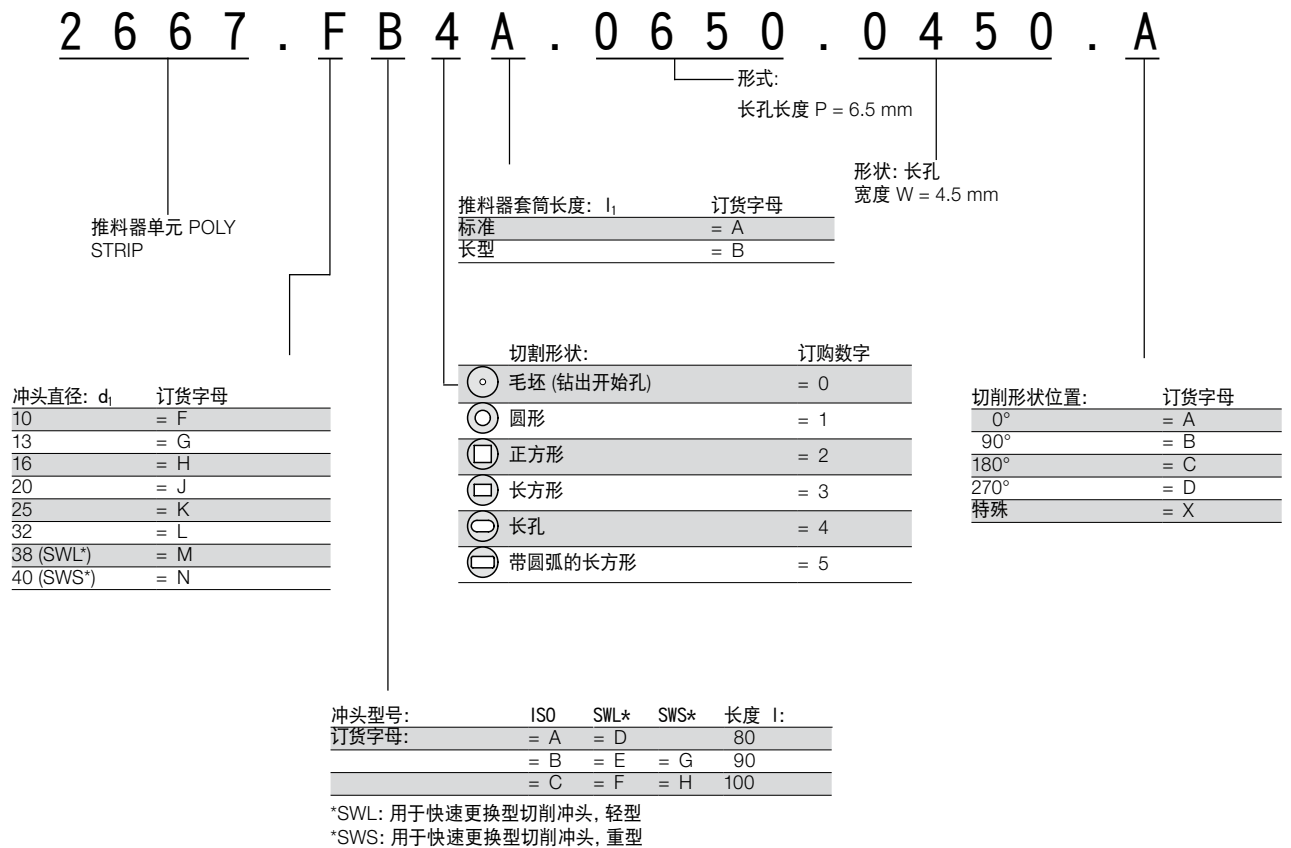 2667.FB4A.0650.0450.A
形式:
长孔长度 P = 6.5 mm
形状: 长孔
宽度 W = 4.5 mm
推料器单元 POLY
STRIP
推料器套筒长度: l₁ 订货字母
标准 = A
长型 = B
切割形状: 订购数字
毛坯 (钻出开始孔) = 0
圆形 = 1
正方形 = 2
长方形 = 3
长孔 = 4
带圆弧的长方形 = 5
冲头直径: d₁ 订货字母
10 = F
13 = G
16 = H
20 = J
25 = K
32 = L
38 (SWL*) = M
40 (SWS*) = N
切削形状位置: 订货字母
0° = A
90° = B
180° = C
270° = D
特殊 = X
冲头型号: ISO SWL* SWS* 长度 l:
订货字母: = A = D 80
= B = E = G 90
= C = F = H 100
*SWL: 用于快速更换型切削冲头, 轻型
*SWS: 用于快速更换型切削冲头, 重型